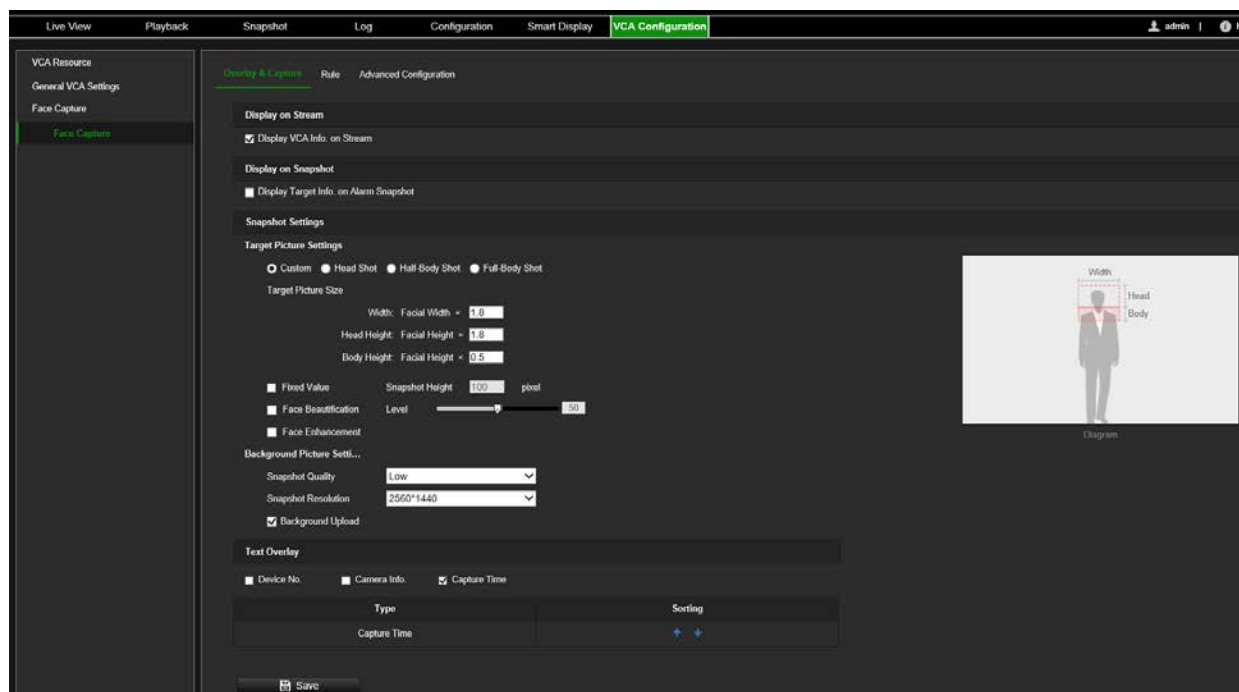 Live View Playback Snapshot Log Configuration Smart Display VCA Configuration admin |
VCA Resource
General VCA Settings
Face Capture
Face Capture
Overlay & Capture Rule Advanced Configuration
Display on Stream
Display VCA Info. on Stream
Display on Snapshot
Display Target Info. on Alarm Snapshot
Snapshot Settings
Target Picture Settings
Custom Head Shot Half-Body Shot Full-Body Shot
Target Picture Size
Width: Facial Width × 1.8
Head Height: Facial Height × 1.8
Body Height: Facial Height × 0.5
Fixed Value Snapshot Height 100 pixel
Face Beautification Level 50
Face Enhancement
Background Picture Setti...
Snapshot Quality Low
Snapshot Resolution 2560*1440
Background Upload
Width
Head
Body
Diagram
Text Overlay
Device No. Camera Info. Capture Time
Type Sorting
Capture Time
Save